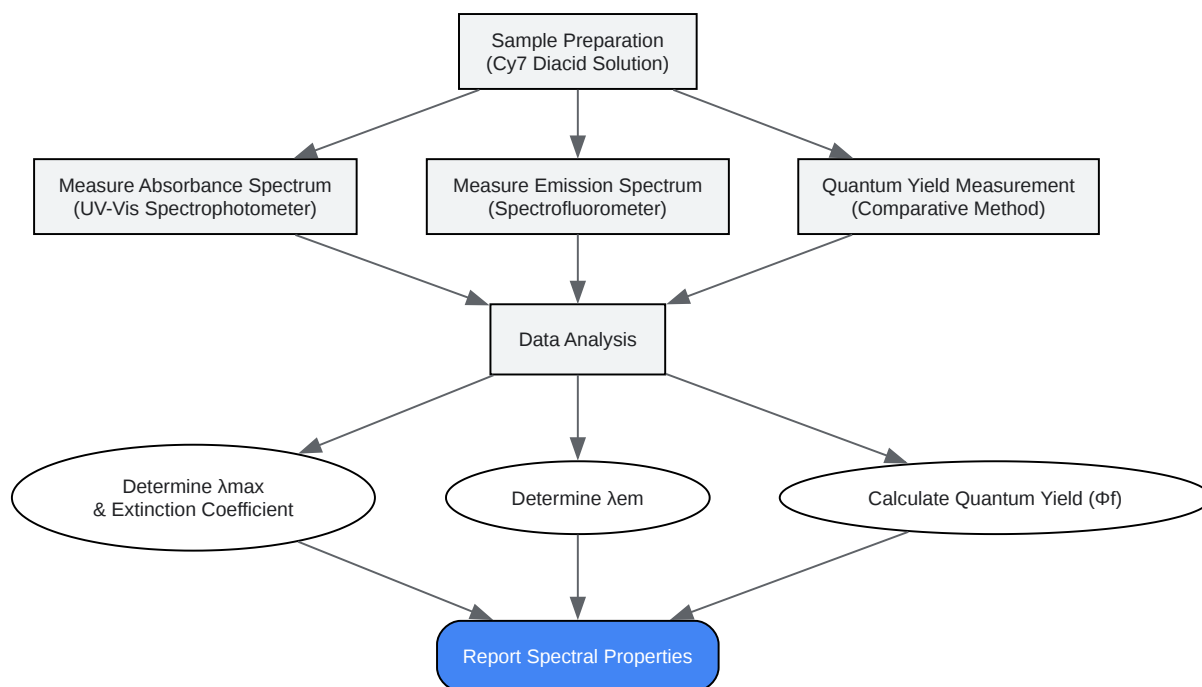 Sample Preparation
(Cy7 Diacid Solution)
Measure Absorbance Spectrum
(UV-Vis Spectrophotometer)
Measure Emission Spectrum
(Spectrofluorometer)
Quantum Yield Measurement
(Comparative Method)
Data Analysis
Determine λmax
& Extinction Coefficient
Determine λem
Calculate Quantum Yield (Φf)
Report Spectral Properties